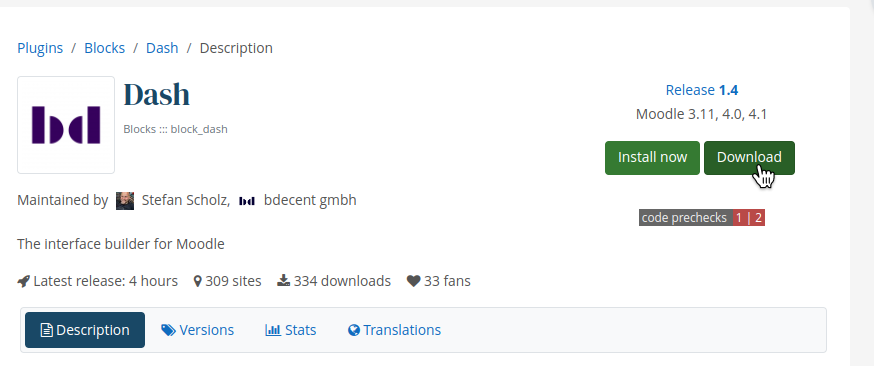 Plugins / Blocks / Dash / Description
bd
Dash
Blocks ::: block_dash
Release 1.4
Moodle 3.11, 4.0, 4.1
Install now
Download
code prechecks 1 | 2
Maintained by Stefan Scholz, bd bdecent gmbh
The interface builder for Moodle
Latest release: 4 hours 309 sites 334 downloads 33 fans
Description Versions Stats Translations